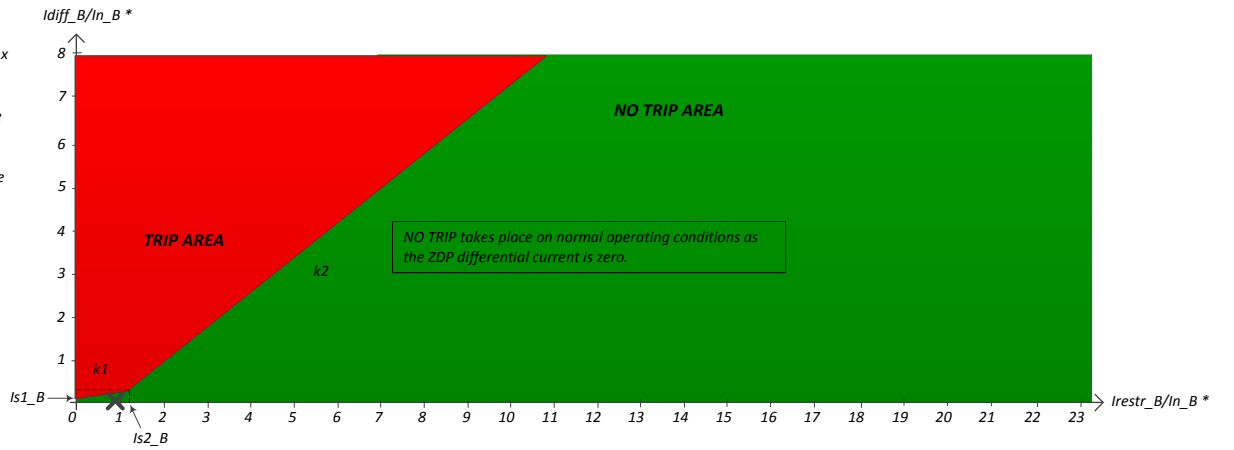 Idiff_B/In_B *
x
8
7
NO TRIP AREA
6
e
5
4
TRIP AREA
NO TRIP takes place on normal operating conditions as
the ZDP differential current is zero.
3
k2
2
1
k1
Is1_B
0 1 2 3 4 5 6 7 8 9 10 11 12 13 14 15 16 17 18 19 20 21 22 23
Irestr_B/In_B *
Is2_B